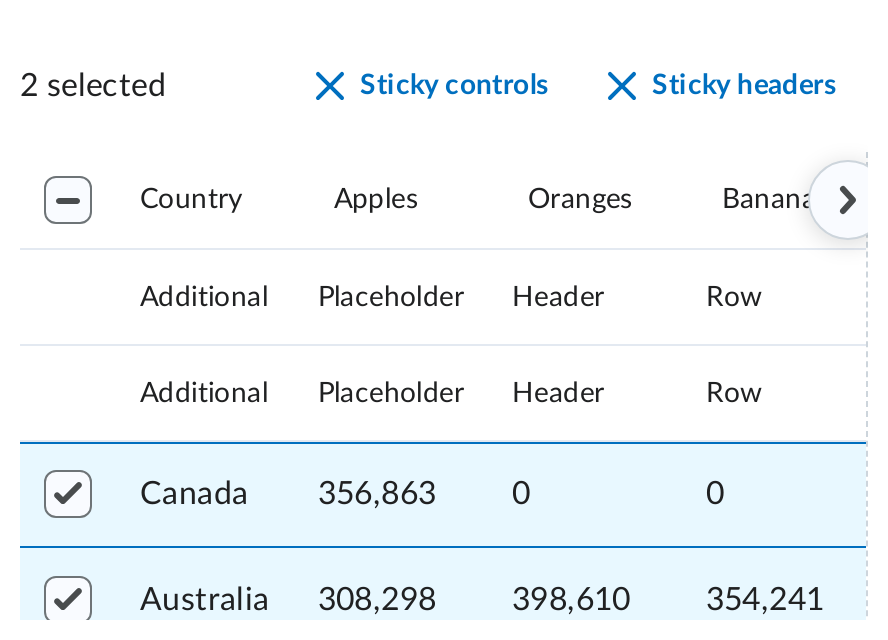 2 selected Sticky controls Sticky headers
Country Apples Oranges
Additional Placeholder Header Row
Additional Placeholder Header Row
Canada 356,863 0 0
Australia 308,298 398,610 354,241